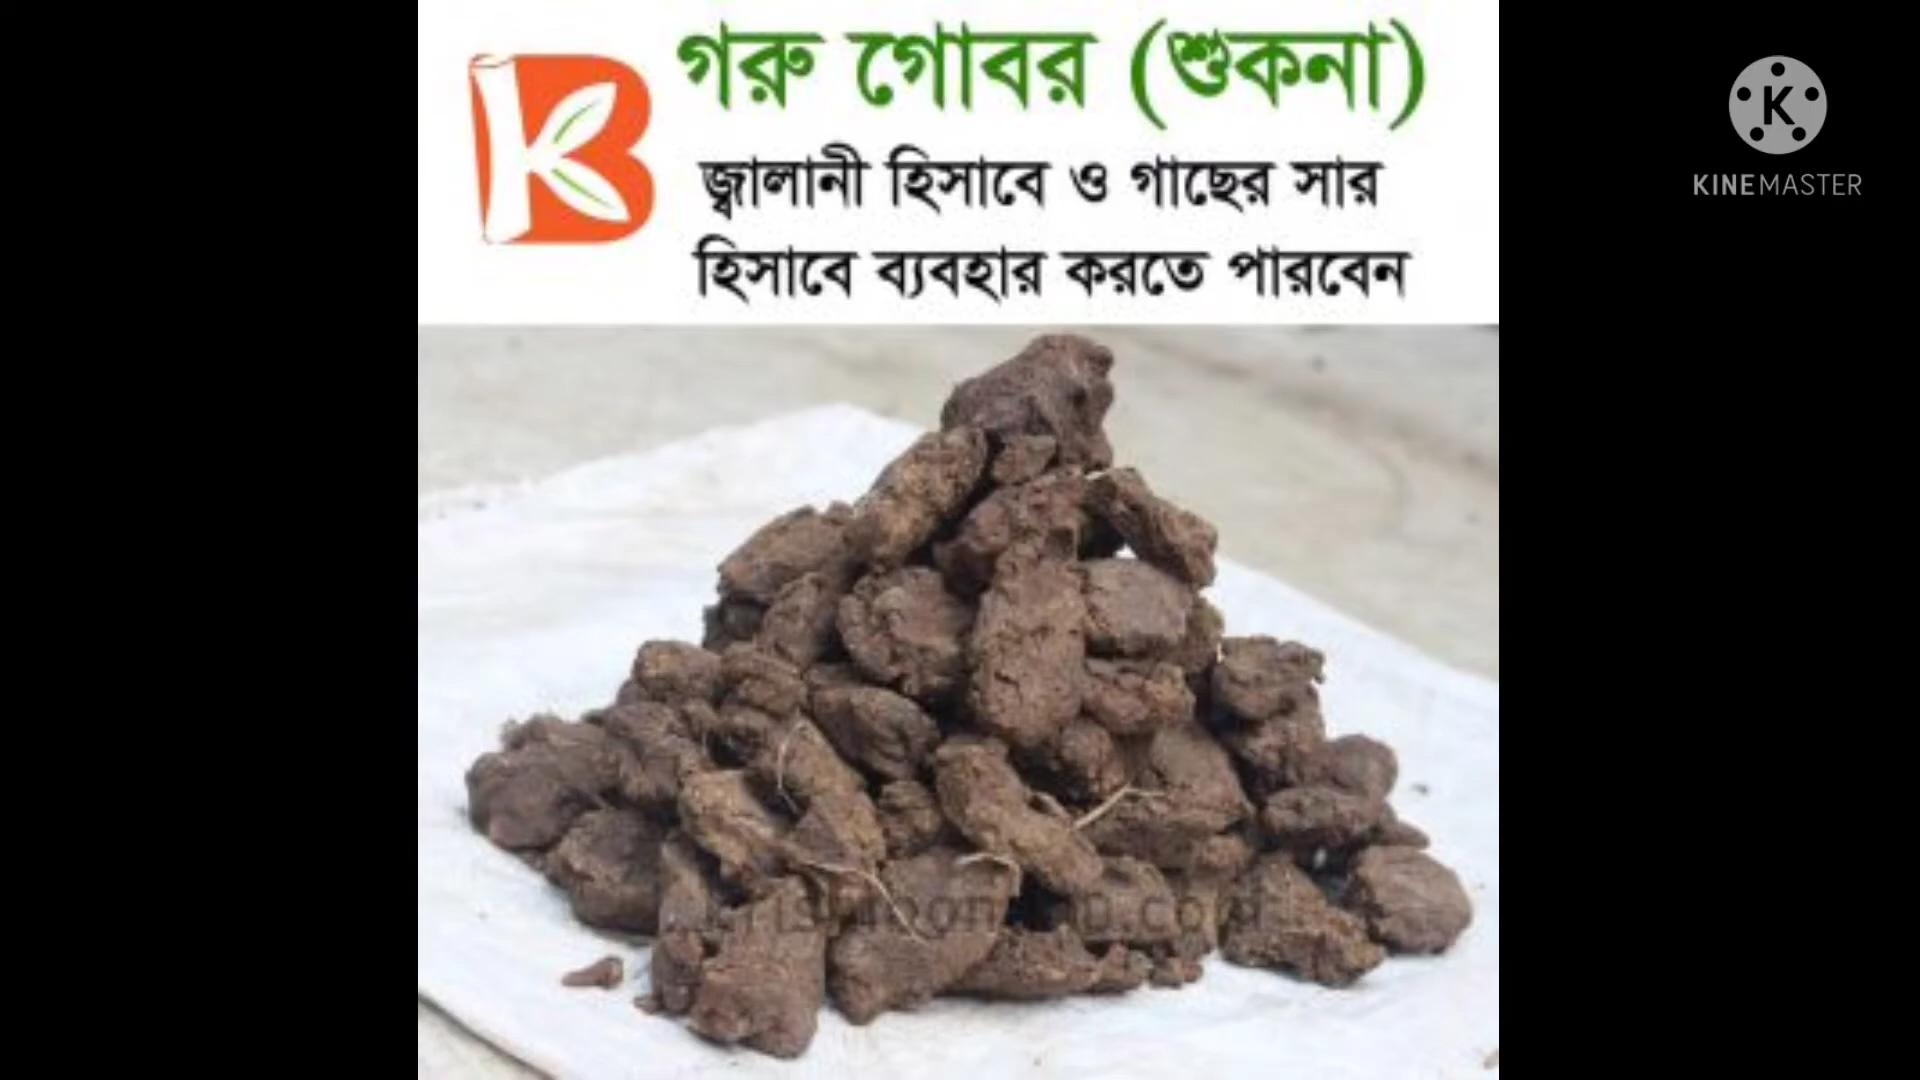 গরু গোবর (শুকনা)
জ্বালানী হিসাবে ও গাছের সার
হিসাবে ব্যবহার করতে পারবেন
K
KINEMASTER